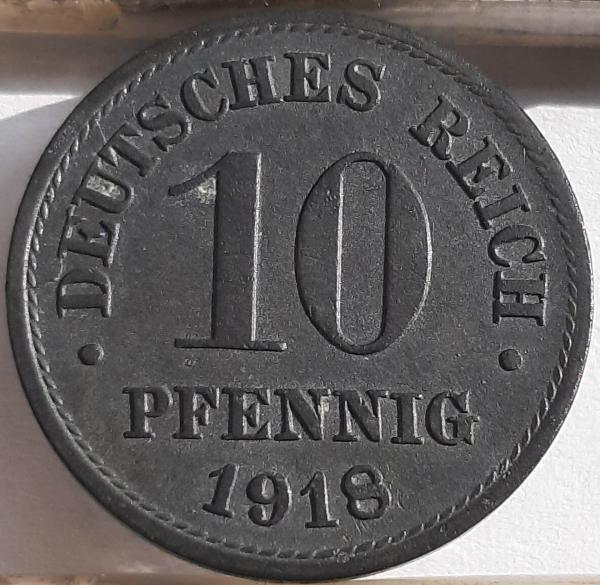 DEUTSCHES REICH
10
PFENNIG
1918